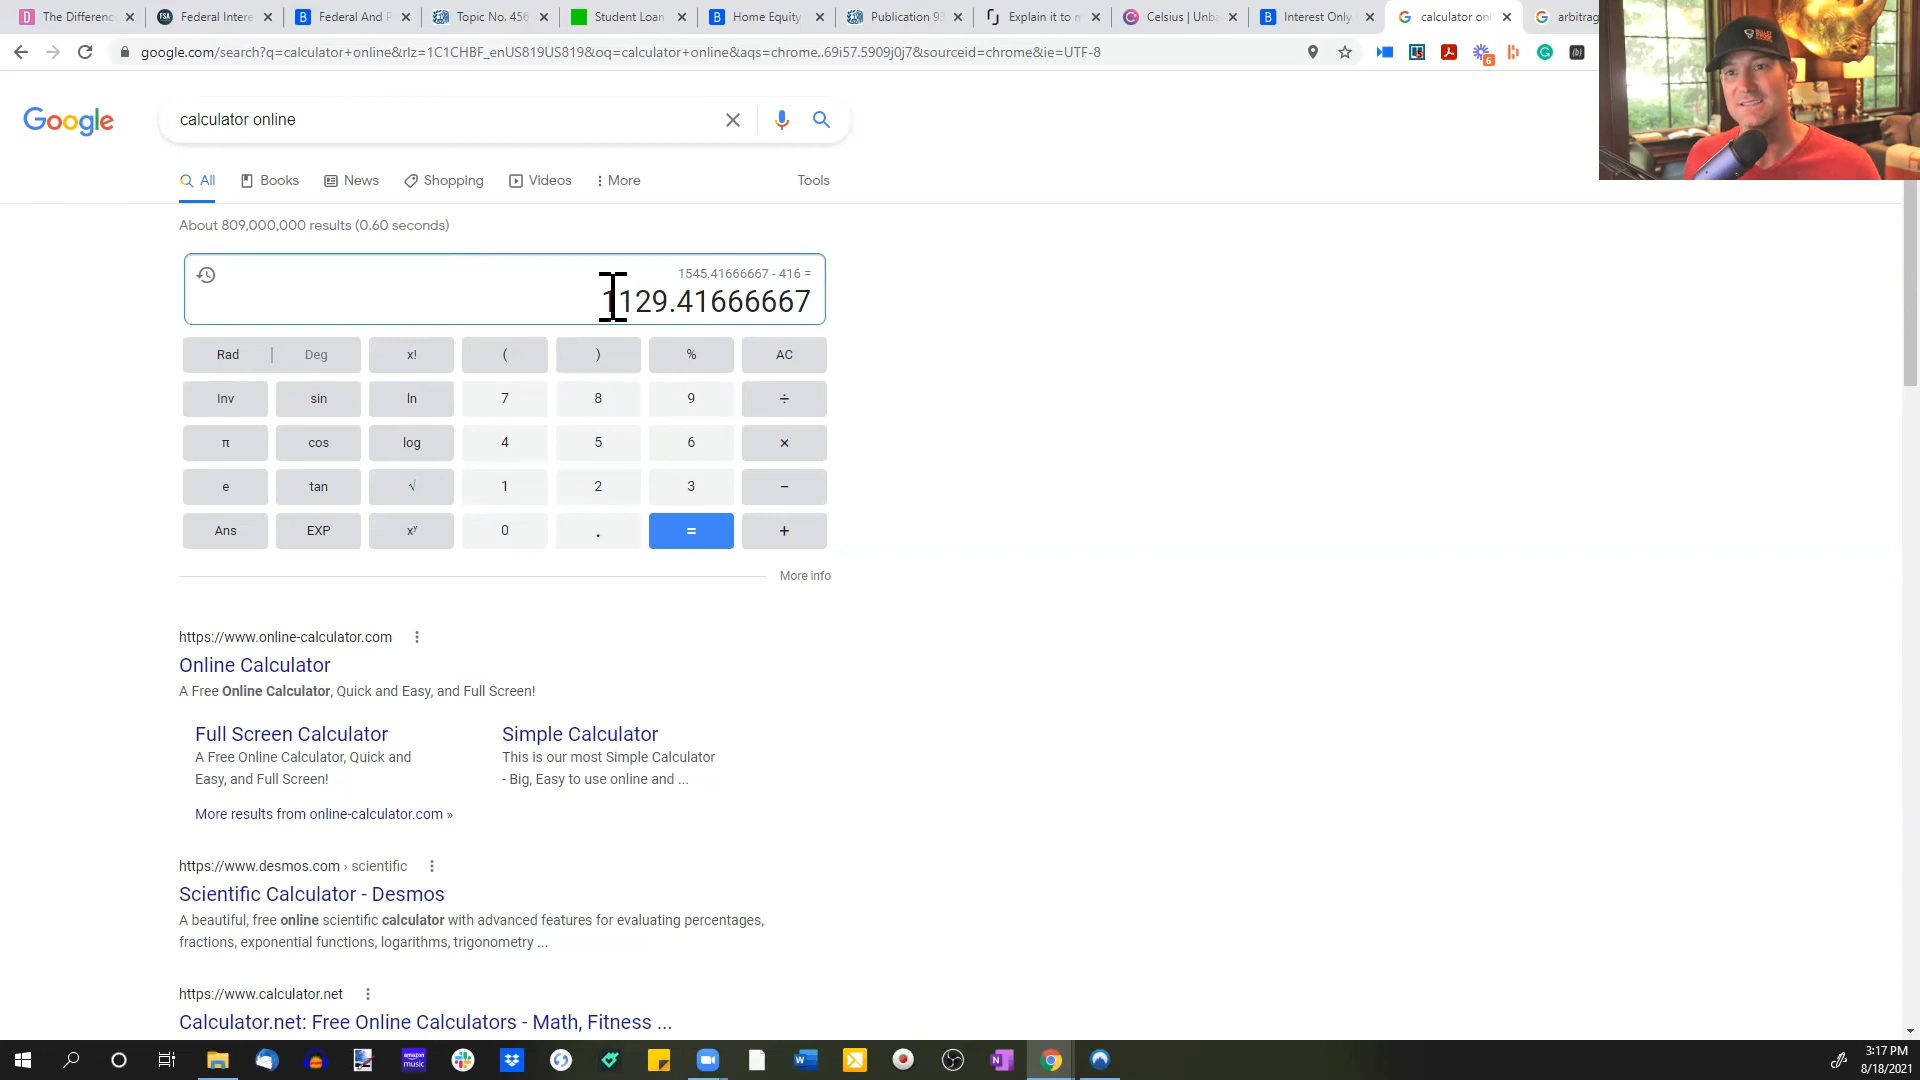 The Differenc
Federal Intere
Federal And P
Topic No. 456
Student Loan
Home Equity
Publication 93
Explain it to m
Celsius | Unba
Interest Only
calculator onl
arbitrag
google.com/search?q=calculator+online&rlz=1C1CHBF_enUS819US819&oq=calculator+online&aqs=chrome..69i57.5909j0j7&sourceid=chrome&ie=UTF-8
Google
calculator online
All
Books
News
Shopping
Videos
More
Tools
About 809,000,000 results (0.60 seconds)
1545.41666667 - 416 =
1129.41666667
Rad | Deg x! ( ) % AC
Inv sin ln 7 8 9 ÷
π cos log 4 5 6 ×
e tan √ 1 2 3 −
Ans EXP xʸ 0 . = +
More info
https://www.online-calculator.com
Online Calculator
A Free Online Calculator, Quick and Easy, and Full Screen!
Full Screen Calculator
A Free Online Calculator, Quick and
Easy, and Full Screen!
Simple Calculator
This is our most Simple Calculator
- Big, Easy to use online and ...
More results from online-calculator.com »
https://www.desmos.com › scientific
Scientific Calculator - Desmos
A beautiful, free online scientific calculator with advanced features for evaluating percentages,
fractions, exponential functions, logarithms, trigonometry ...
https://www.calculator.net
Calculator.net: Free Online Calculators - Math, Fitness ...
3:17 PM
8/18/2021